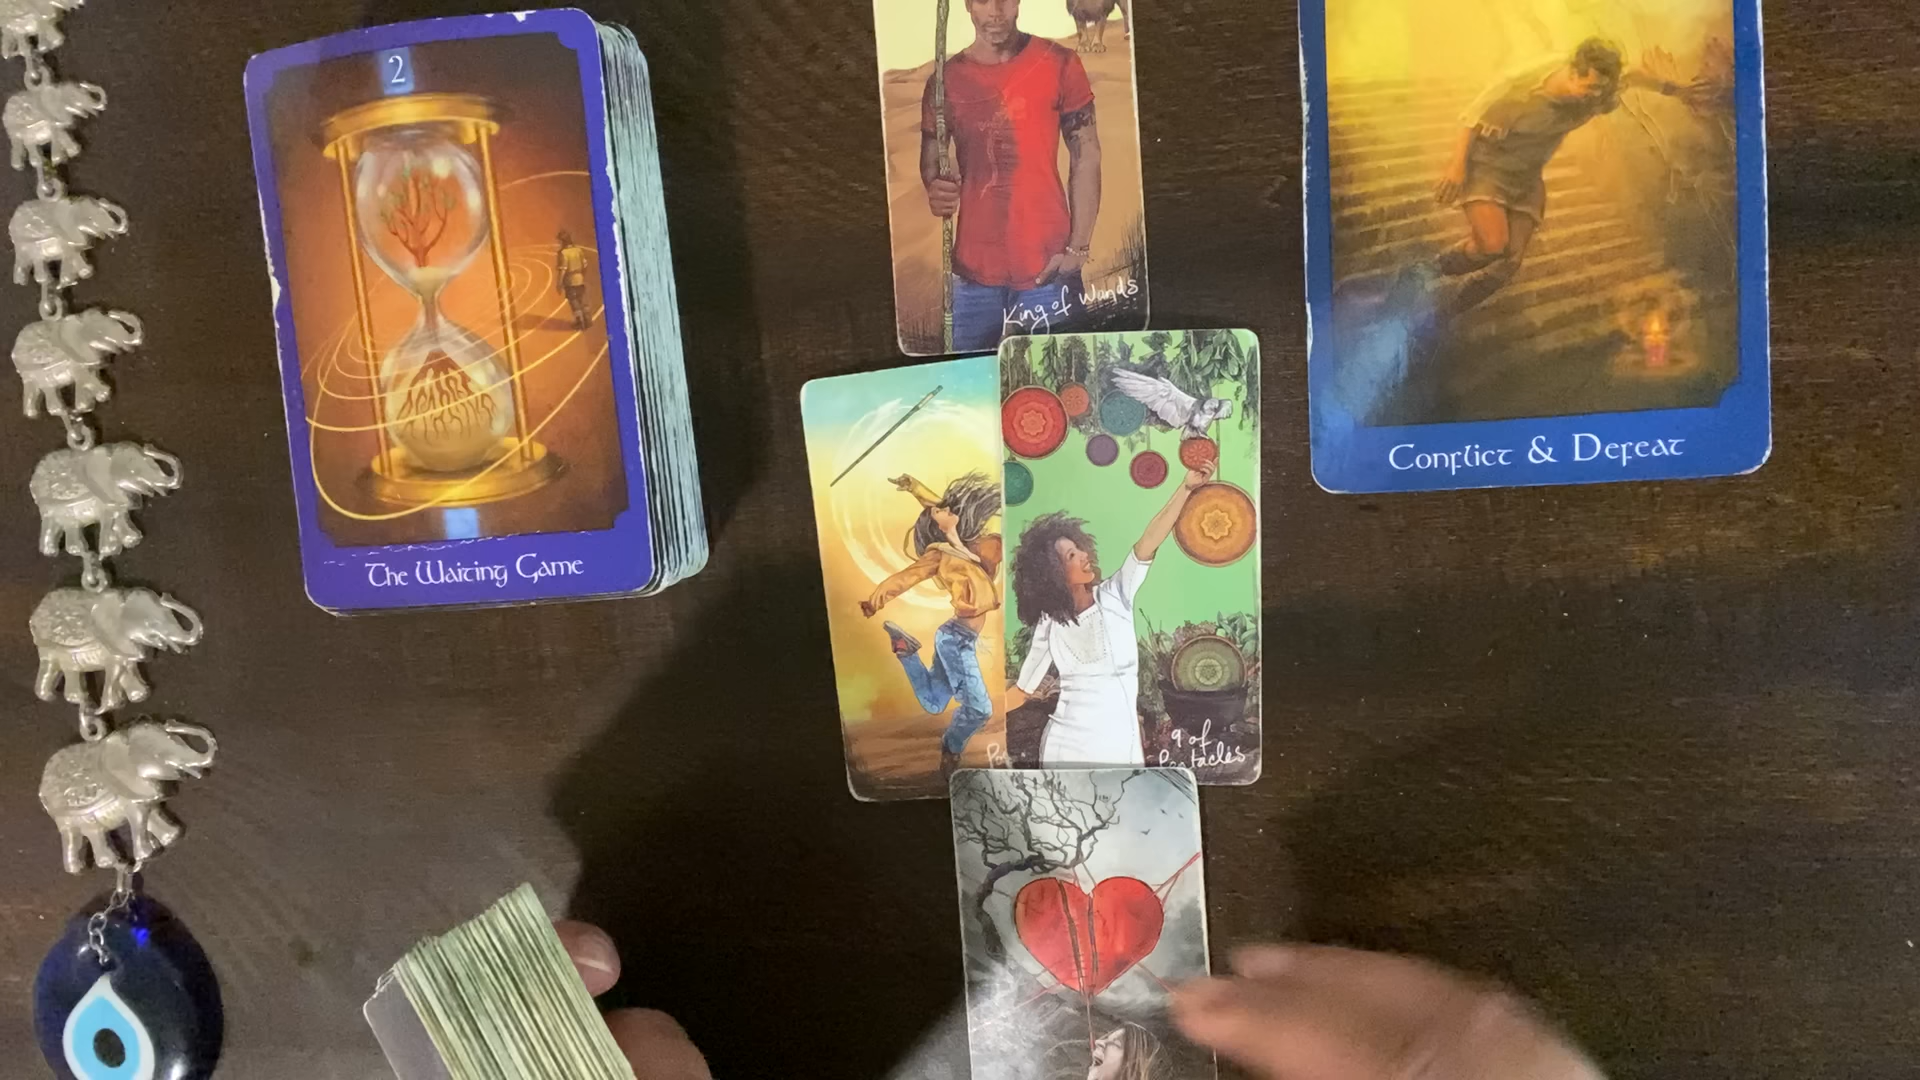 2
The Waiting Game
King of Wands
Conflict & Defeat
9 of
Pentacles